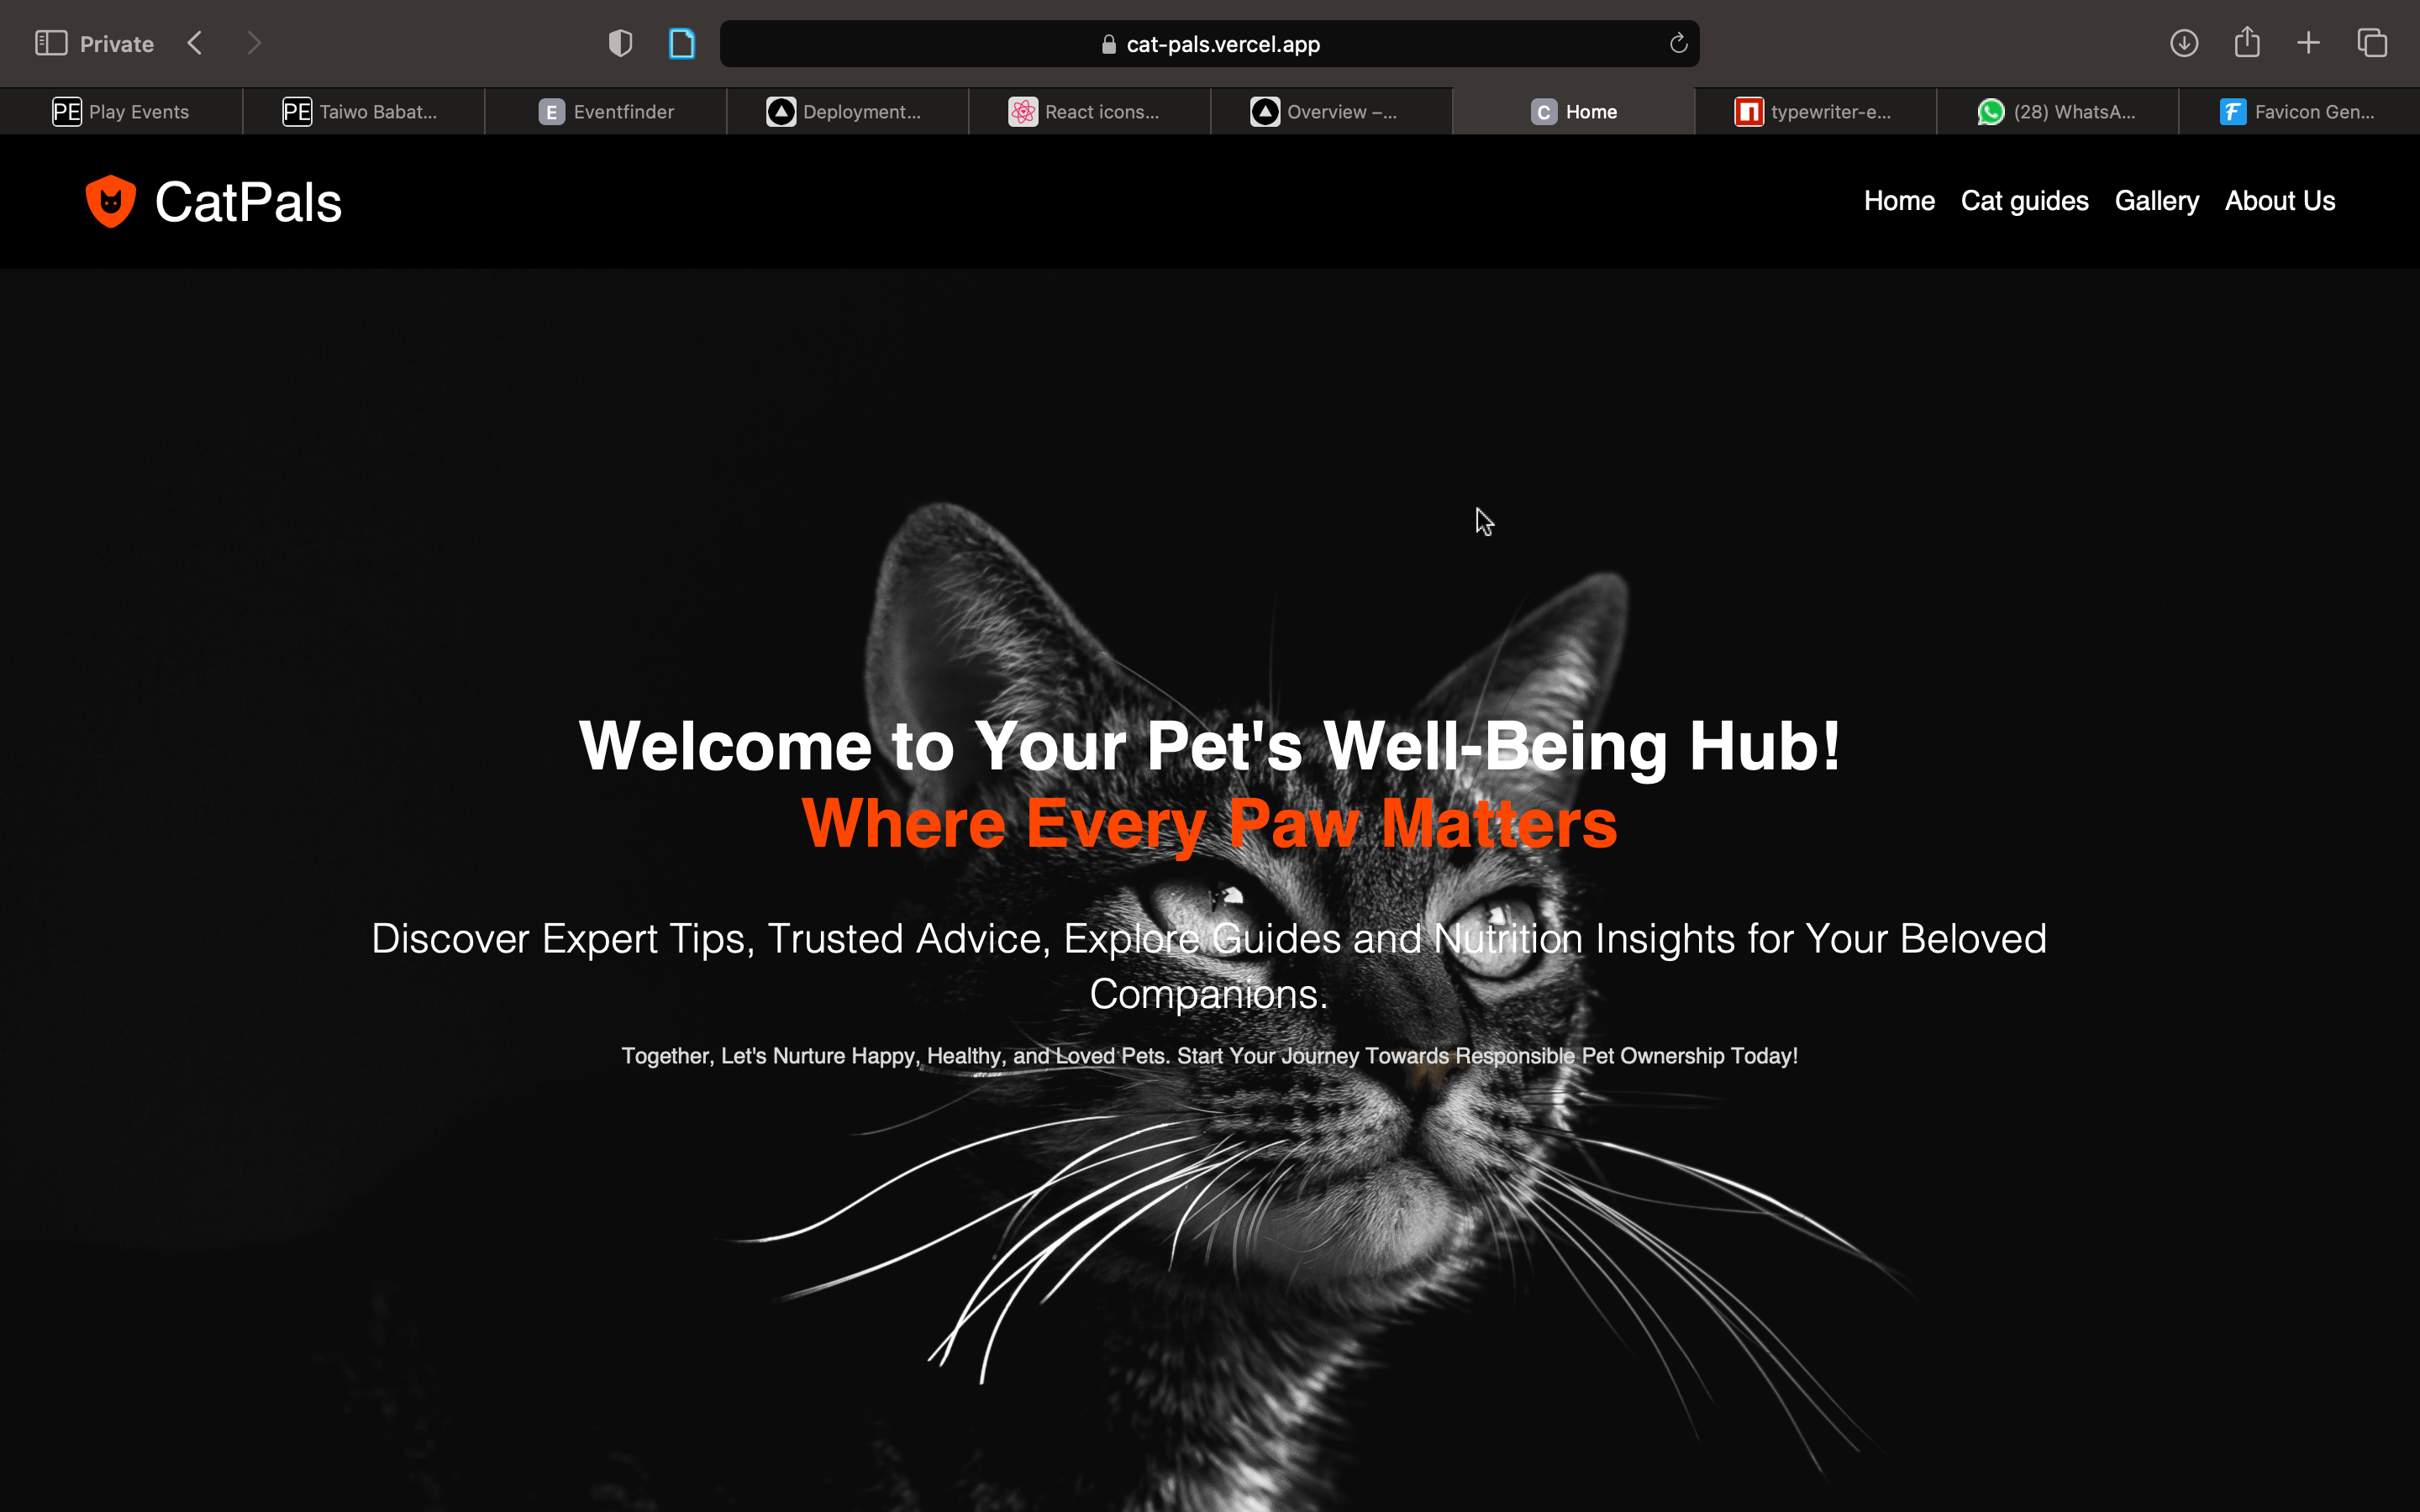 Private
cat-pals.vercel.app
PE Play Events
PE Taiwo Babat...
E Eventfinder
Deployment...
React icons...
Overview –...
C Home
typewriter-e...
(28) WhatsA...
F Favicon Gen...
CatPals
Home Cat guides Gallery About Us
Welcome to Your Pet's Well-Being Hub!
Where Every Paw Matters
Discover Expert Tips, Trusted Advice, Explore Guides and Nutrition Insights for Your Beloved
Companions.
Together, Let's Nurture Happy, Healthy, and Loved Pets. Start Your Journey Towards Responsible Pet Ownership Today!